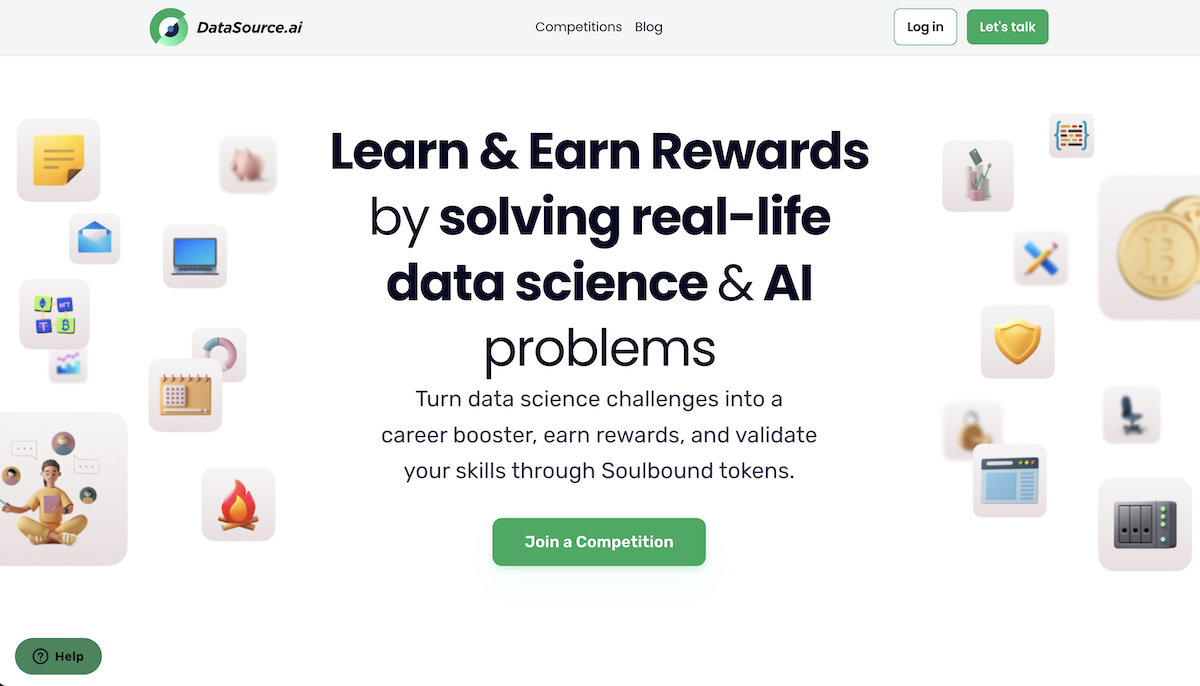 DataSource.ai
Competitions Blog
Log in
Let's talk
Learn & Earn Rewards
by solving real-life
data science & AI
problems
Turn data science challenges into a
career booster, earn rewards, and validate
your skills through Soulbound tokens.
Join a Competition
Help